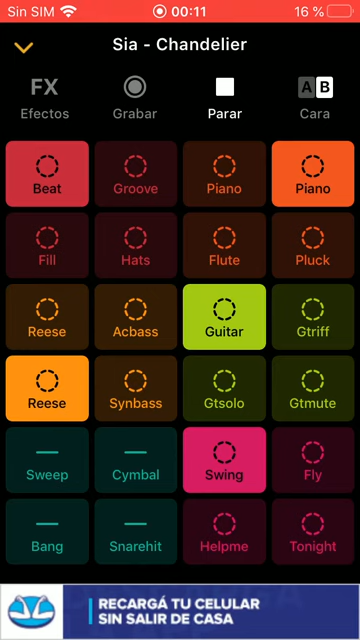 Sin SIM 00:11 16 %
Sia - Chandelier
FX A B
Efectos Grabar Parar Cara
Beat Groove Piano Piano
Fill Hats Flute Pluck
Reese Acbass Guitar Gtriff
Reese Synbass Gtsolo Gtmute
Sweep Cymbal Swing Fly
Bang Snarehit Helpme Tonight
RECARGÁ TU CELULAR
SIN SALIR DE CASA